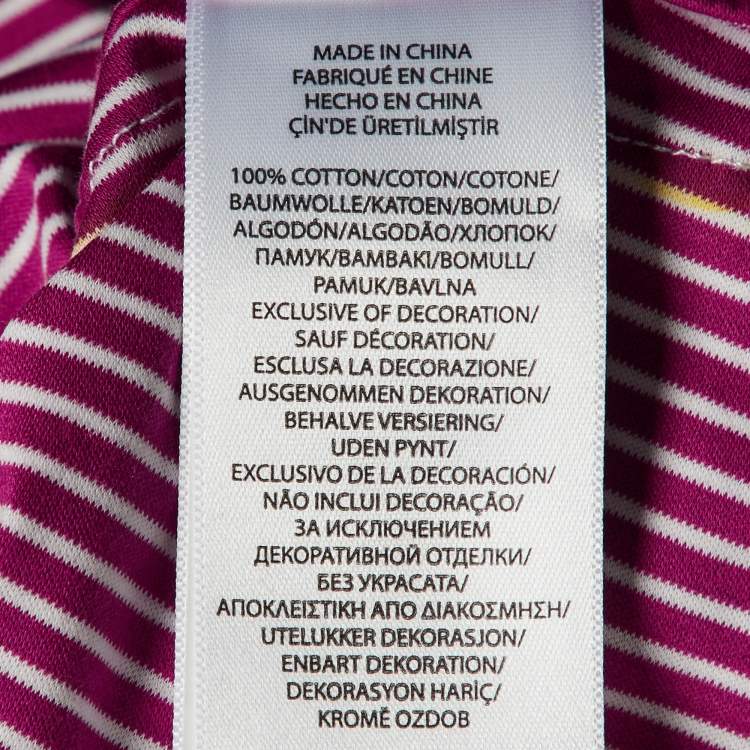 MADE IN CHINA
FABRIQUÉ EN CHINE
HECHO EN CHINA
ÇİN'DE ÜRETİLMİŞTİR
100% COTTON/COTON/COTONE/
BAUMWOLLE/KATOEN/BOMULD/
ALGODÓN/ALGODÃO/ХЛОПОК/
ПАМУК/ΒΑΜΒΑΚΙ/BOMULL/
PAMUK/BAVLNA
EXCLUSIVE OF DECORATION/
SAUF DÉCORATION/
ESCLUSA LA DECORAZIONE/
AUSGENOMMEN DEKORATION/
BEHALVE VERSIERING/
UDEN PYNT/
EXCLUSIVO DE LA DECORACIÓN/
NÃO INCLUI DECORAÇÃO/
ЗА ИСКЛЮЧЕНИЕМ
ДЕКОРАТИВНОЙ ОТДЕЛКИ/
БЕЗ УКРАСАТА/
ΑΠΟΚΛΕΙΣΤΙΚΗ ΑΠΟ ΔΙΑΚΟΣΜΗΣΗ/
UTELUKKER DEKORASJON/
ENBART DEKORATION/
DEKORASYON HARİÇ/
KROMĚ OZDOB